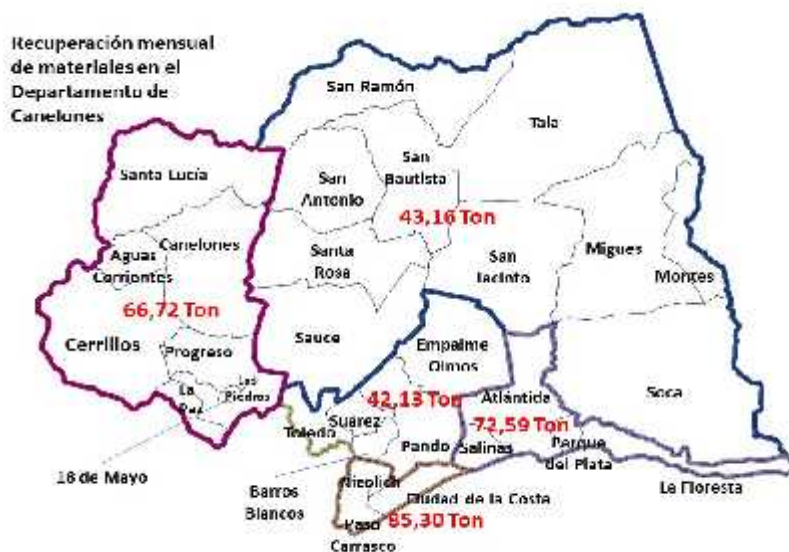 Recuperación mensual
de materiales en el
Departamento de
Canelones
San Ramón
Tala
Santa Lucía
San
Antonio
San
Bautista
43,16 Ton
Canelones
Aguas
Corrientes
Santa
Rosa
San
Jacinto
Migues
Montes
66,72 Ton
Cerrillos
Progreso
Sauce
Empalme
Olmos
La
Paz
Las
Piedras
Soca
Atlántida
42,13 Ton
72,59 Ton
Suarez
Toledo
Pando
Salinas
Parque
del Plata
18 de Mayo
Barros
Blancos
Nicolich
Ciudad de la Costa
La Floresta
Paso
Carrasco
85,30 Ton